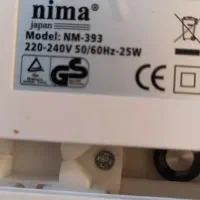 nima®
japan
Model: NM-393
220-240V 50/60Hz-25W
GS
CE